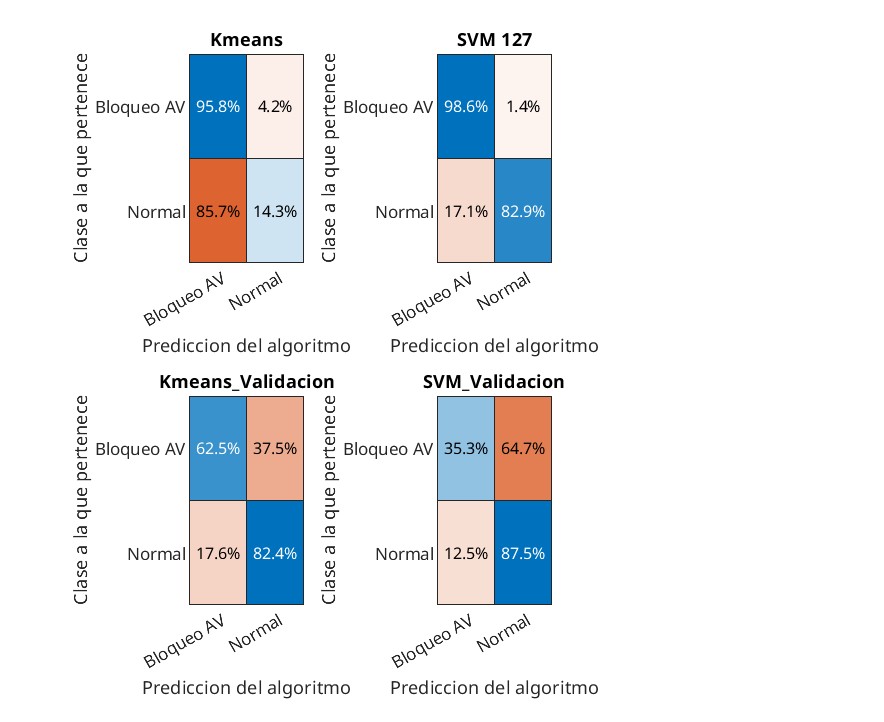 Kmeans
Clase a la que pertenece
Bloqueo AV
95.8%
4.2%
Normal
85.7%
14.3%
Bloqueo AV
Normal
Prediccion del algoritmo
SVM 127
Clase a la que pertenece
Bloqueo AV
98.6%
1.4%
Normal
17.1%
82.9%
Bloqueo AV
Normal
Prediccion del algoritmo
Kmeans_Validacion
Clase a la que pertenece
Bloqueo AV
62.5%
37.5%
Normal
17.6%
82.4%
Bloqueo AV
Normal
Prediccion del algoritmo
SVM_Validacion
Clase a la que pertenece
Bloqueo AV
35.3%
64.7%
Normal
12.5%
87.5%
Bloqueo AV
Normal
Prediccion del algoritmo